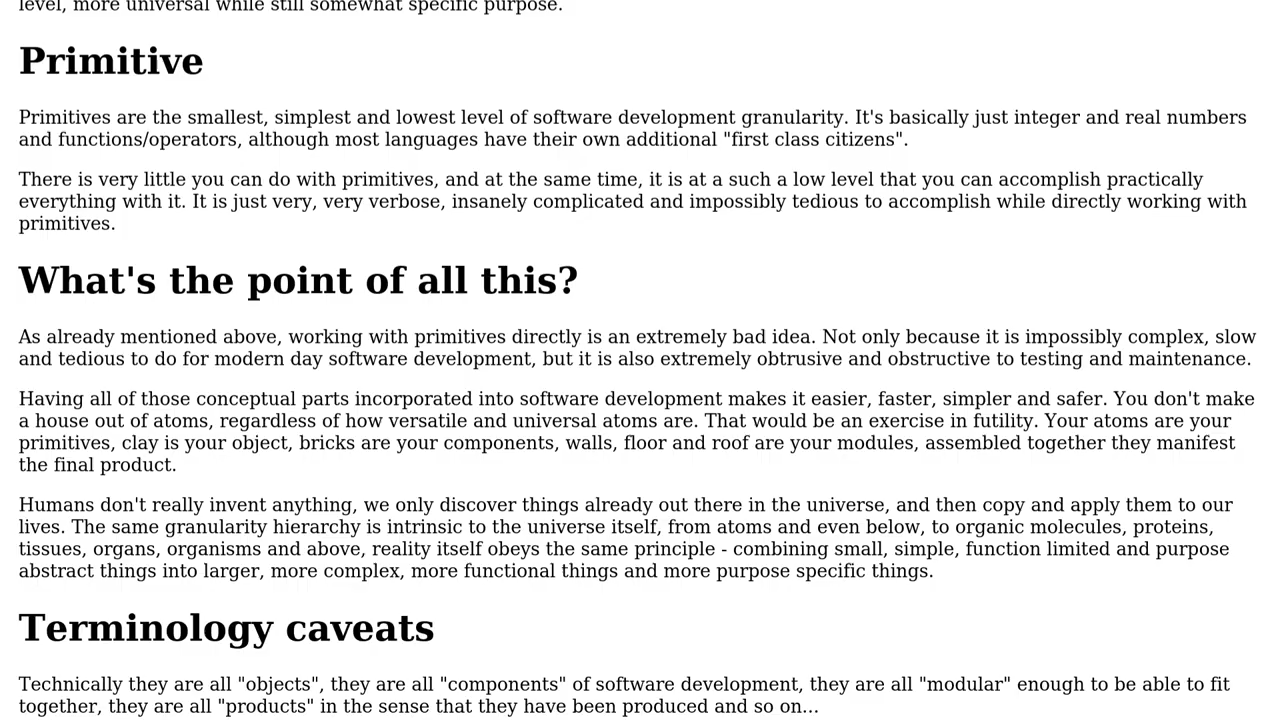 level, more universal while still somewhat specific purpose.
Primitive
Primitives are the smallest, simplest and lowest level of software development granularity. It's basically just integer and real numbers
and functions/operators, although most languages have their own additional "first class citizens".
There is very little you can do with primitives, and at the same time, it is at a such a low level that you can accomplish practically
everything with it. It is just very, very verbose, insanely complicated and impossibly tedious to accomplish while directly working with
primitives.
What's the point of all this?
As already mentioned above, working with primitives directly is an extremely bad idea. Not only because it is impossibly complex, slow
and tedious to do for modern day software development, but it is also extremely obtrusive and obstructive to testing and maintenance.
Having all of those conceptual parts incorporated into software development makes it easier, faster, simpler and safer. You don't make
a house out of atoms, regardless of how versatile and universal atoms are. That would be an exercise in futility. Your atoms are your
primitives, clay is your object, bricks are your components, walls, floor and roof are your modules, assembled together they manifest
the final product.
Humans don't really invent anything, we only discover things already out there in the universe, and then copy and apply them to our
lives. The same granularity hierarchy is intrinsic to the universe itself, from atoms and even below, to organic molecules, proteins,
tissues, organs, organisms and above, reality itself obeys the same principle - combining small, simple, function limited and purpose
abstract things into larger, more complex, more functional things and more purpose specific things.
Terminology caveats
Technically they are all "objects", they are all "components" of software development, they are all "modular" enough to be able to fit
together, they are all "products" in the sense that they have been produced and so on...